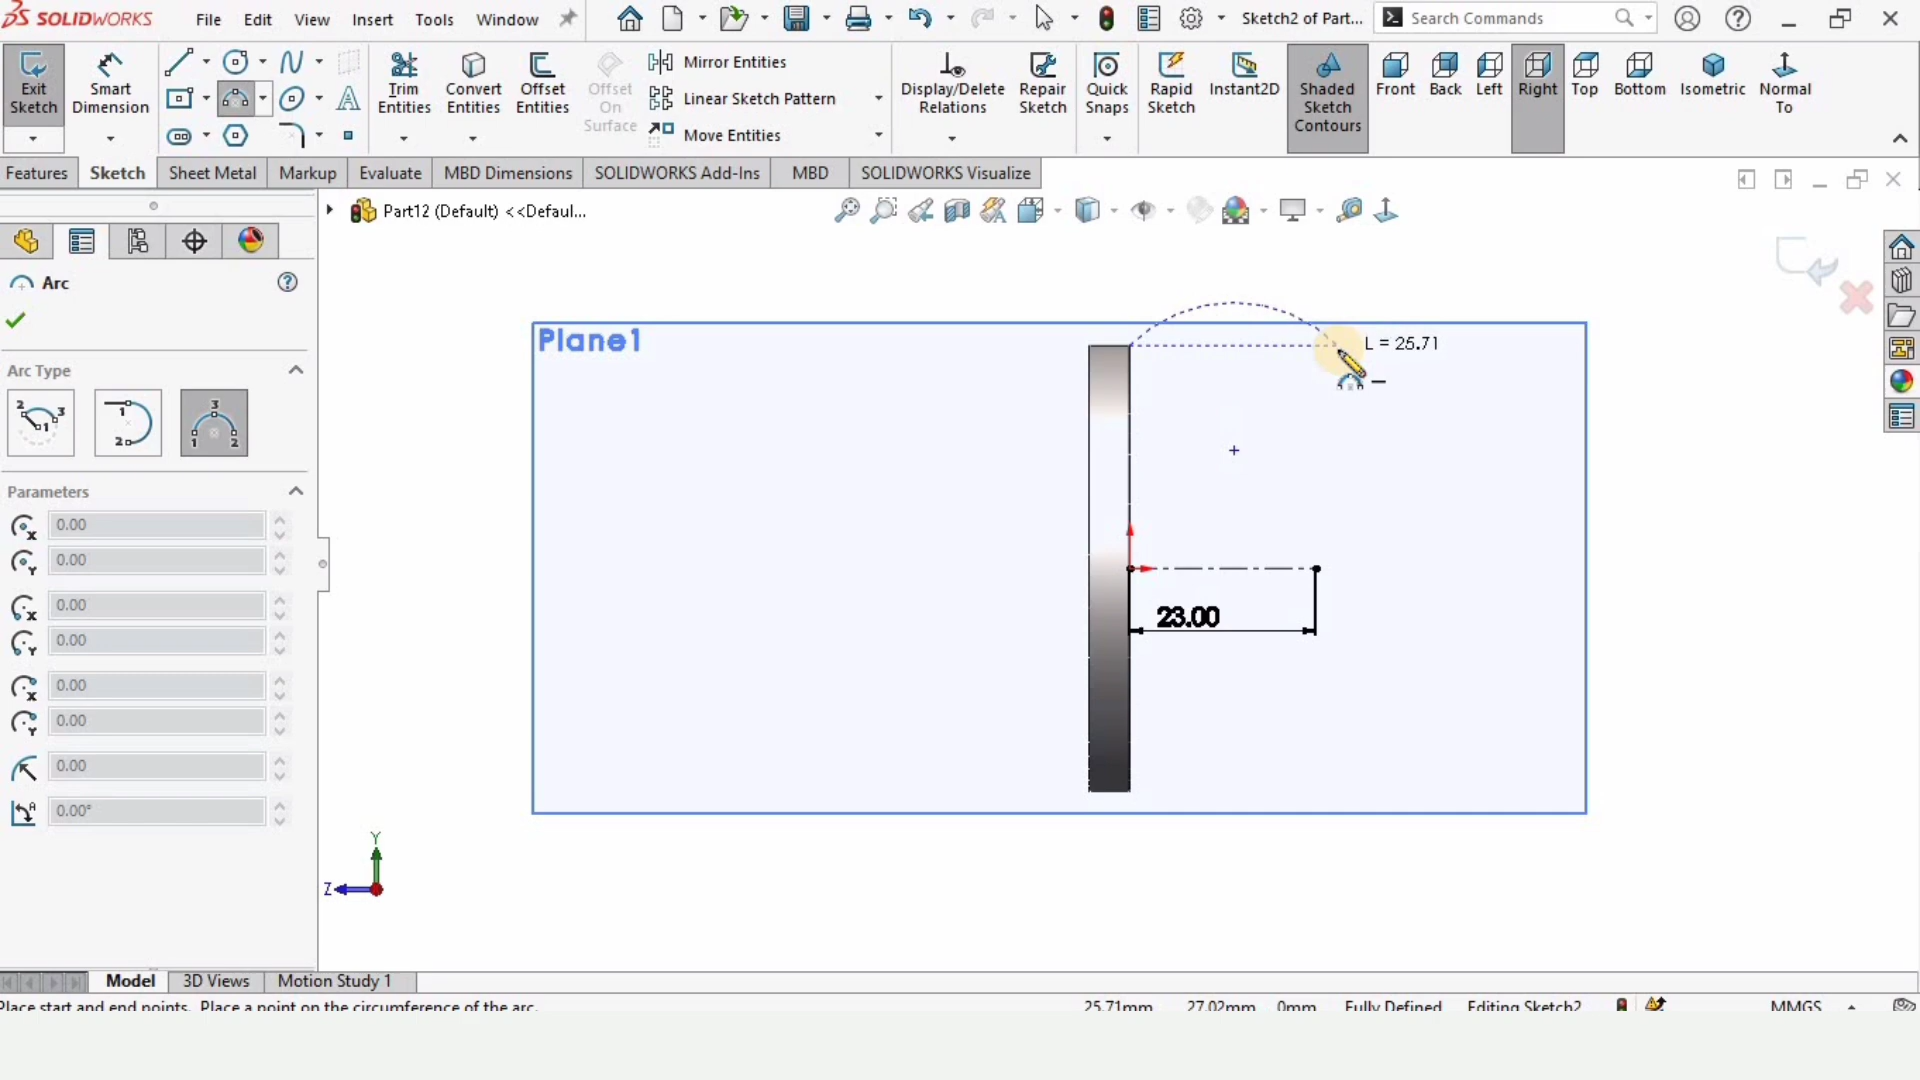 SOLIDWORKS File Edit View Insert Tools Window Sketch2 of Part... Search Commands
Exit Sketch
Smart Dimension
Trim Entities
Convert Entities
Offset Entities
Offset On Surface
Mirror Entities
Linear Sketch Pattern
Move Entities
Display/Delete Relations
Repair Sketch
Quick Snaps
Rapid Sketch
Instant2D
Shaded Sketch Contours
Front
Back
Left
Right
Top
Bottom
Isometric
Normal To
Features Sketch Sheet Metal Markup Evaluate MBD Dimensions SOLIDWORKS Add-Ins MBD SOLIDWORKS Visualize
Part12 (Default) <<Defaul...
Arc
Arc Type
Parameters
0.00
0.00
0.00
0.00
0.00
0.00
0.00
0.00°
Plane1
L = 25.71
23.00
Y
Z
Model 3D Views Motion Study 1
Place start and end points. Place a point on the circumference of the arc. 25.71mm 27.02mm 0mm Fully Defined Editing Sketch2 MMGS